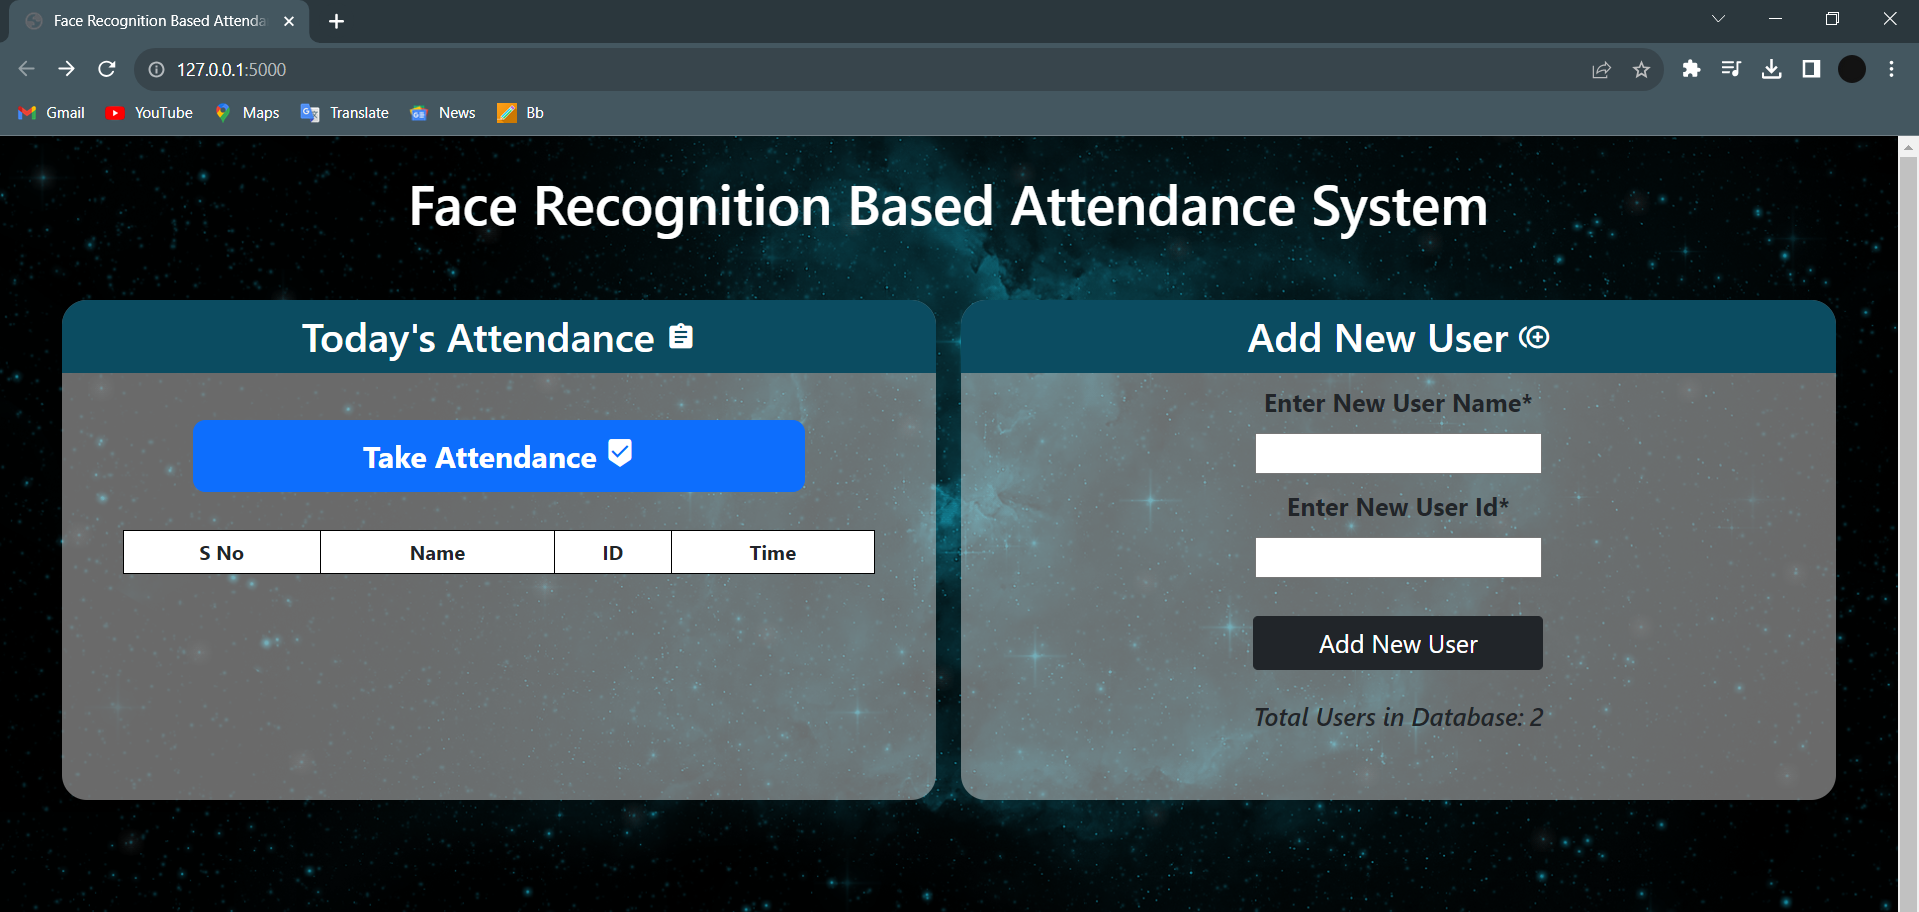 Face Recognition Based Attenda
127.0.0.1:5000
Gmail YouTube Maps Translate News Bb
Face Recognition Based Attendance System
Today's Attendance
Take Attendance
S No Name ID Time
Add New User
Enter New User Name*
Enter New User Id*
Add New User
Total Users in Database: 2